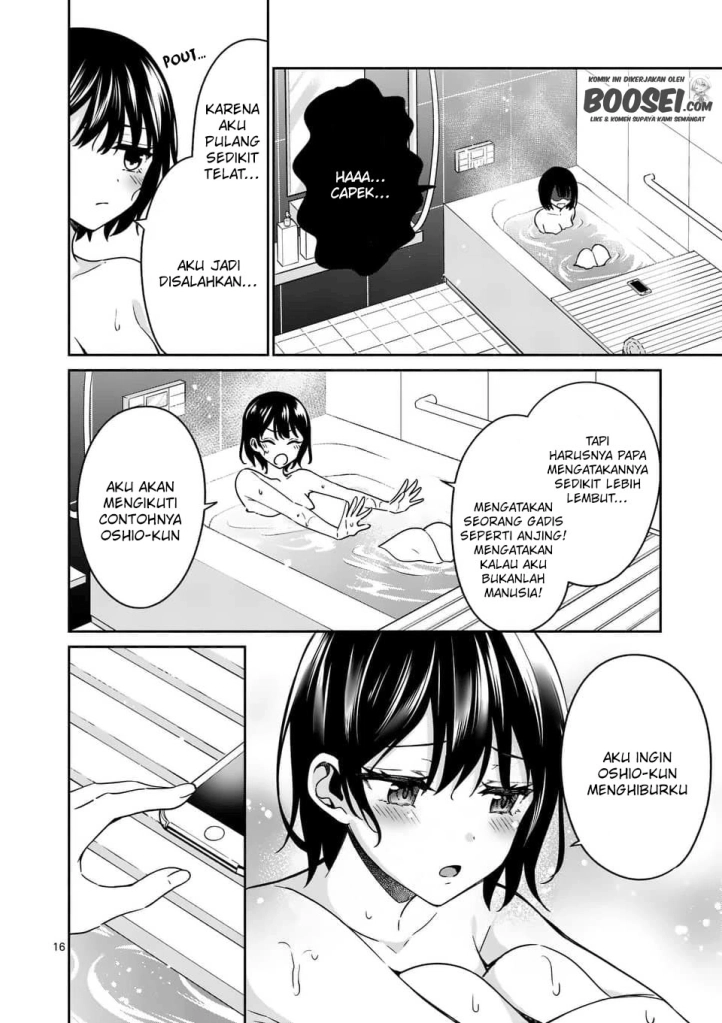 KOMIK INI DIKERJAKAN OLEH
BOOSEI.COM
LIKE & KOMEN SUPAYA KAMI SEMANGAT
HAAA...
CAPEK...
POUT...
KARENA
AKU
PULANG
SEDIKIT
TELAT...
AKU JADI
DISALAHKAN...
TAPI
HARUSNYA PAPA
MENGATAKANNYA
SEDIKIT LEBIH
LEMBUT...
MENGATAKAN
SEORANG GADIS
SEPERTI ANJING!
MENGATAKAN
KALAU AKU
BUKANLAH
MANUSIA!
AKU AKAN
MENGIKUTI
CONTOHNYA
OSHIO-KUN
AKU INGIN
OSHIO-KUN
MENGHIBURKU
16